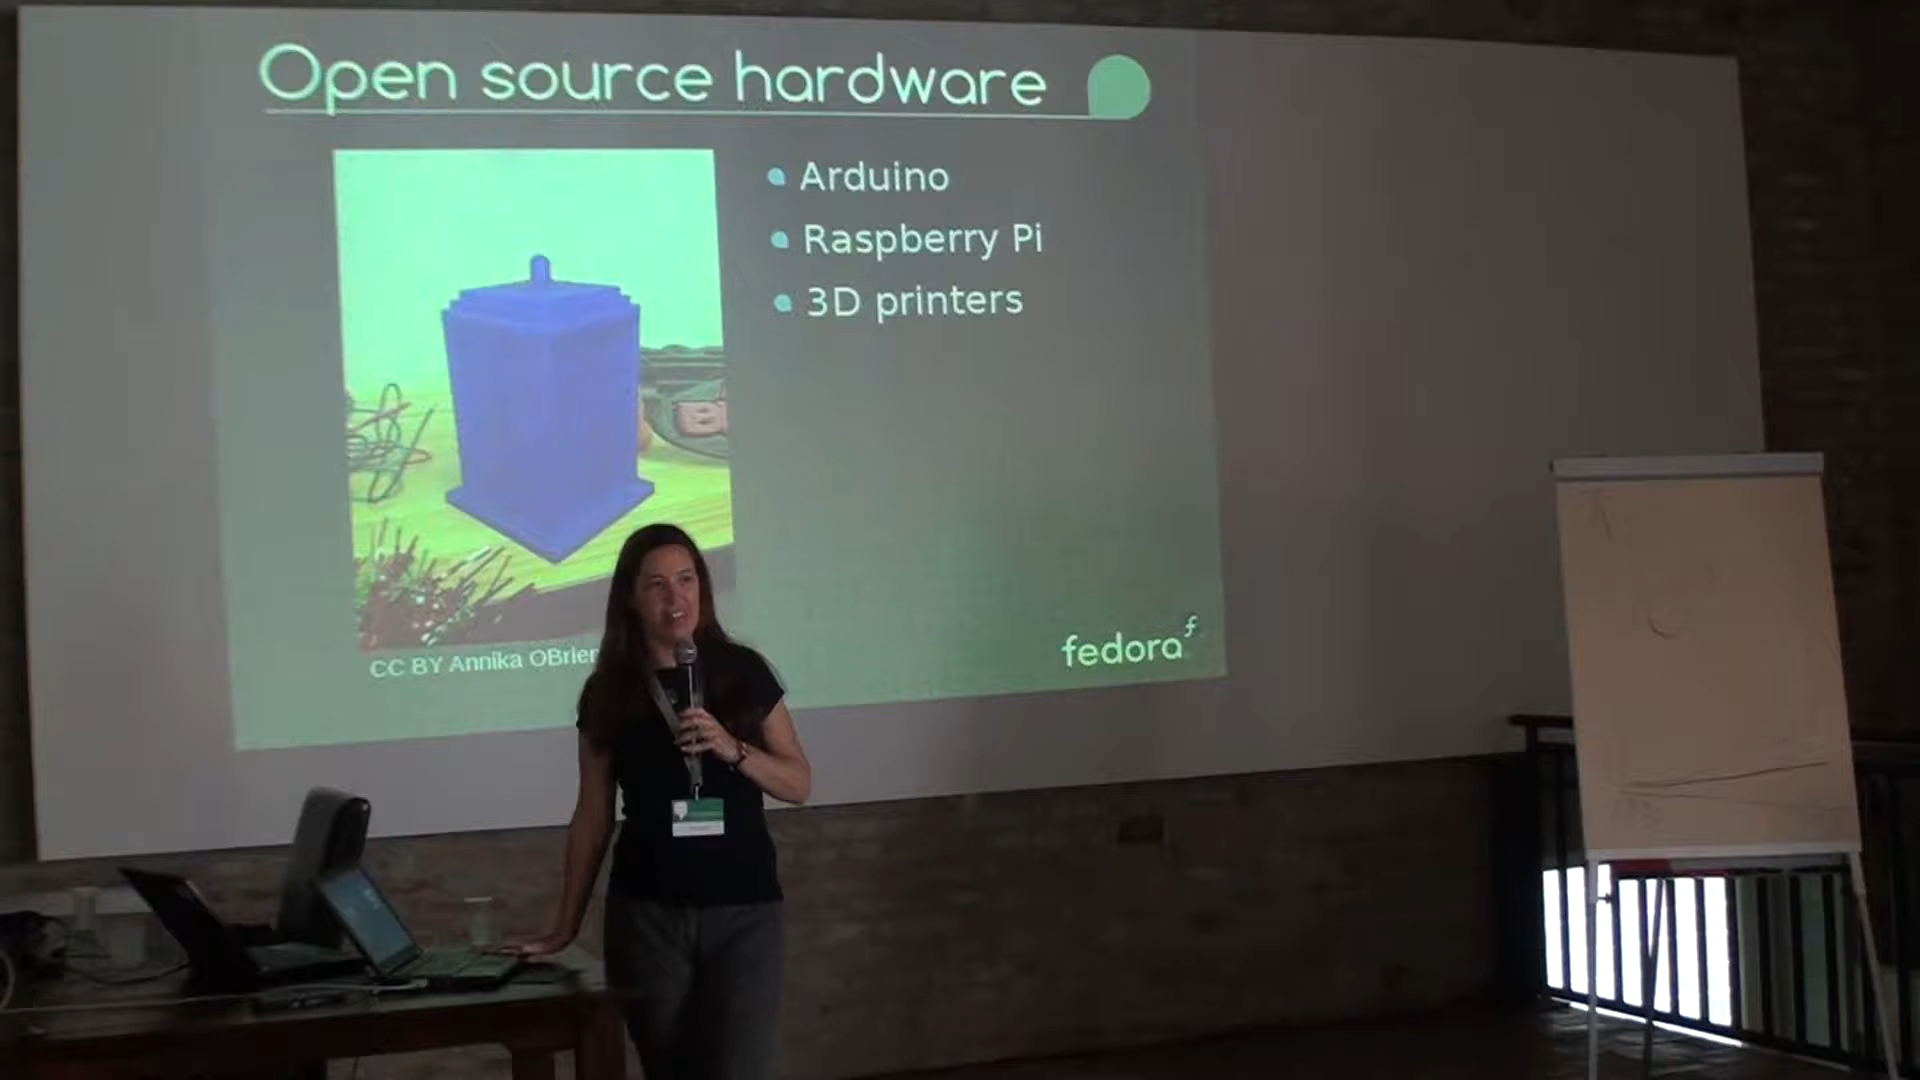 Open source hardware
Arduino
Raspberry Pi
3D printers
CC BY Annika OBrien
fedora